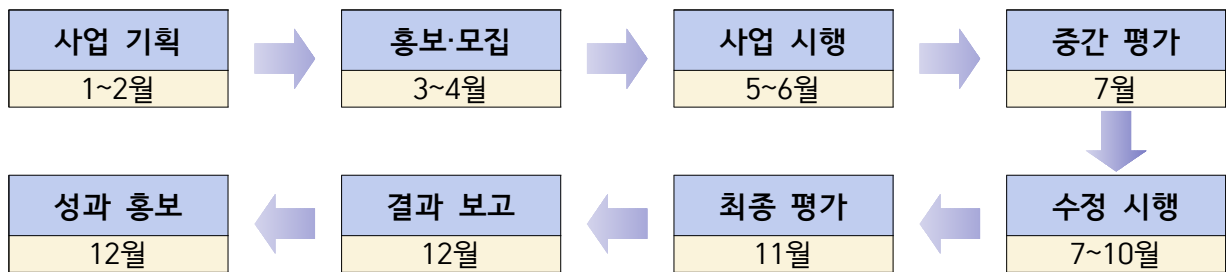 사업 기획
1~2월
홍보·모집
3~4월
사업 시행
5~6월
중간 평가
7월
수정 시행
7~10월
최종 평가
11월
결과 보고
12월
성과 홍보
12월